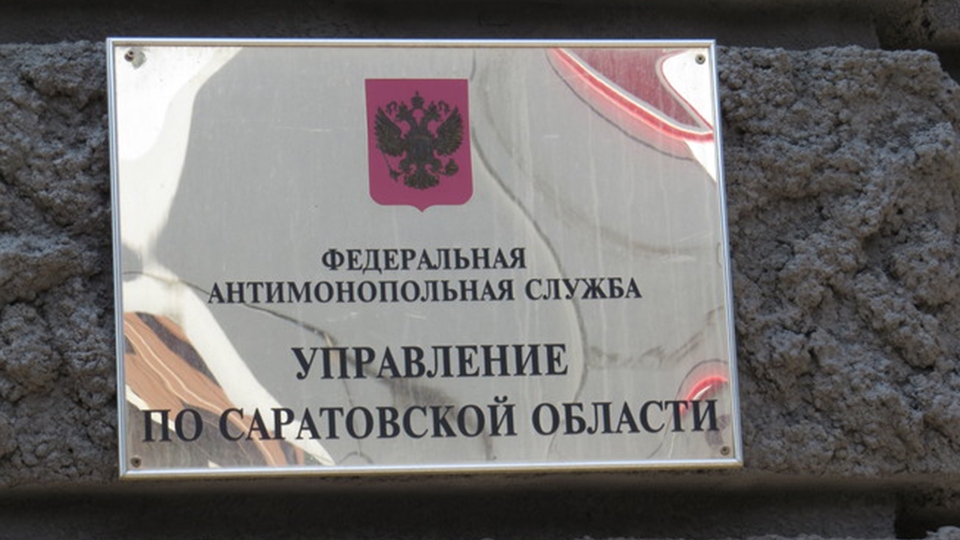 ФЕДЕРАЛЬНАЯ
АНТИМОНОПОЛЬНАЯ СЛУЖБА
УПРАВЛЕНИЕ
ПО САРАТОВСКОЙ ОБЛАСТИ